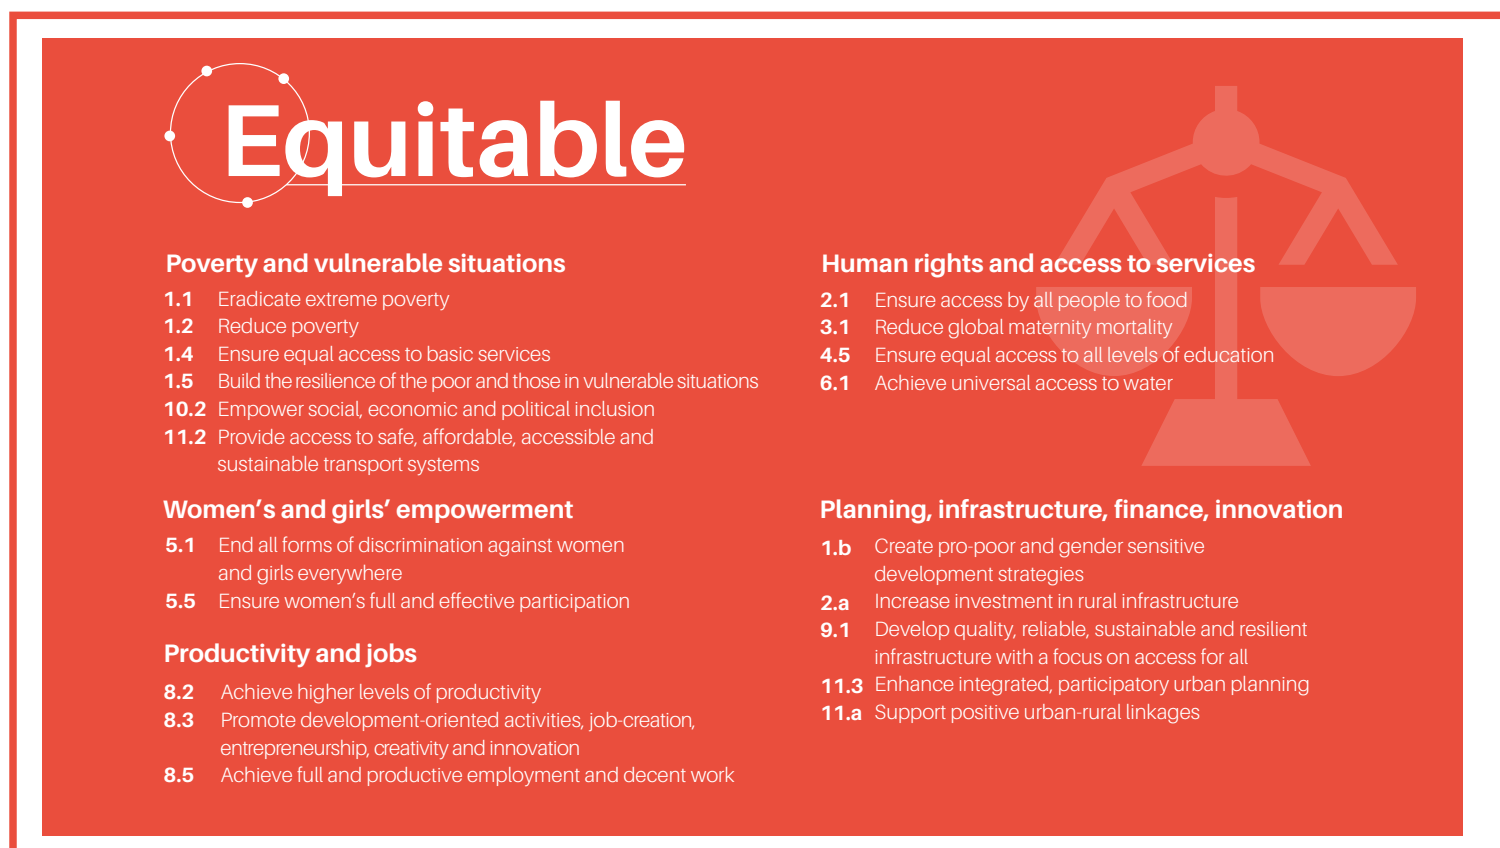 Equitable
Poverty and vulnerable situations
1.1 Eradicate extreme poverty
1.2 Reduce poverty
1.4 Ensure equal access to basic services
1.5 Build the resilience of the poor and those in vulnerable situations
10.2 Empower social, economic and political inclusion
11.2 Provide access to safe, affordable, accessible and
sustainable transport systems
Women’s and girls’ empowerment
5.1 End all forms of discrimination against women
and girls everywhere
5.5 Ensure women’s full and effective participation
Productivity and jobs
8.2 Achieve higher levels of productivity
8.3 Promote development-oriented activities, job-creation,
entrepreneurship, creativity and innovation
8.5 Achieve full and productive employment and decent work
Human rights and access to services
2.1 Ensure access by all people to food
3.1 Reduce global maternity mortality
4.5 Ensure equal access to all levels of education
6.1 Achieve universal access to water
Planning, infrastructure, finance, innovation
1.b Create pro-poor and gender sensitive
development strategies
2.a Increase investment in rural infrastructure
9.1 Develop quality, reliable, sustainable and resilient
infrastructure with a focus on access for all
11.3 Enhance integrated, participatory urban planning
11.a Support positive urban-rural linkages